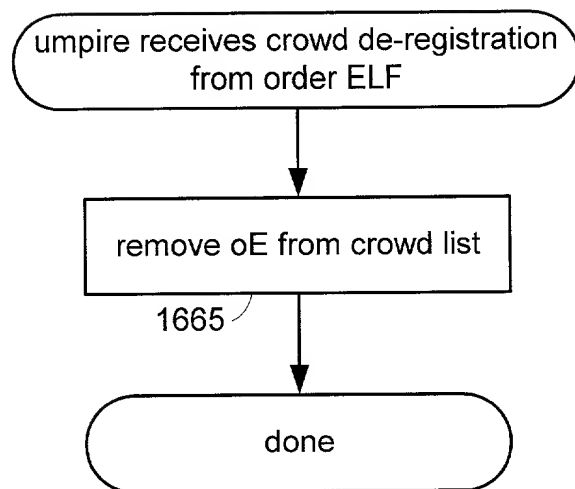 umpire receives crowd de-registration
from order ELF
remove oE from crowd list
1665
done